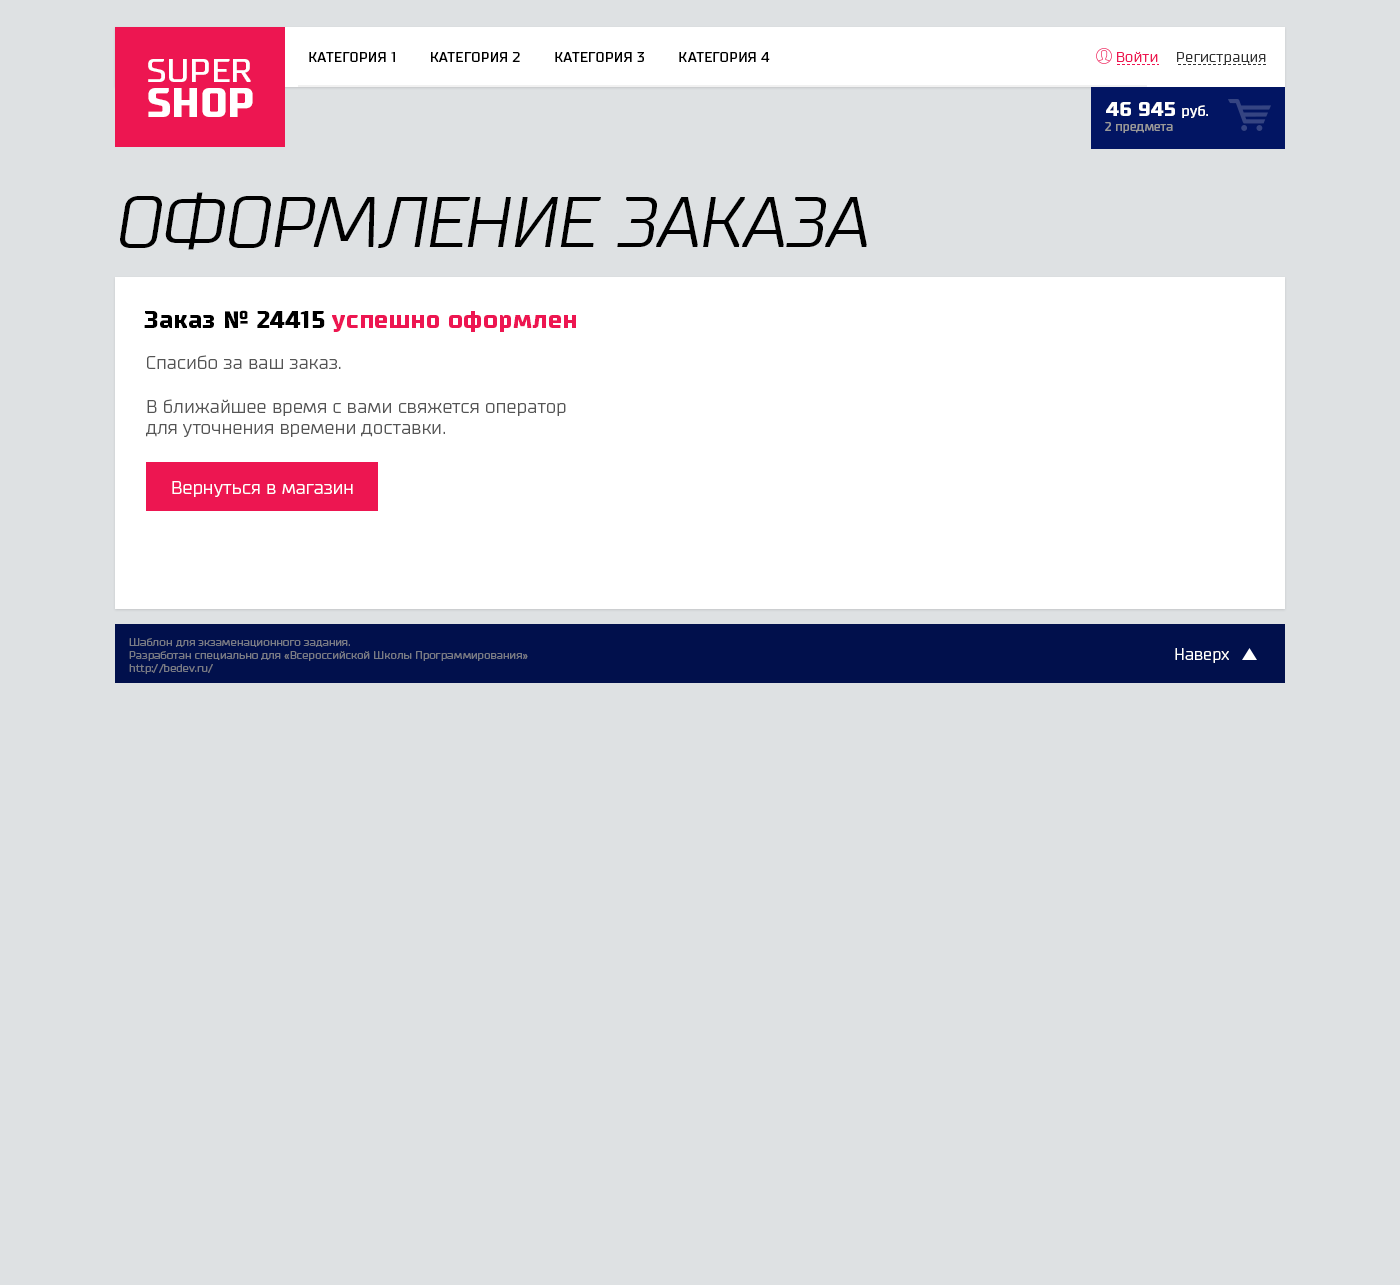 SUPER
SHOP
КАТЕГОРИЯ 1 КАТЕГОРИЯ 2 КАТЕГОРИЯ 3 КАТЕГОРИЯ 4 Войти Регистрация
46 945 руб.
2 предмета
ОФОРМЛЕНИЕ ЗАКАЗА
Заказ № 24415 успешно оформлен
Спасибо за ваш заказ.
В ближайшее время с вами свяжется оператор
для уточнения времени доставки.
Вернуться в магазин
Шаблон для экзаменационного задания.
Разработан специально для «Всероссийской Школы Программирования»
http://bedev.ru/
Наверх